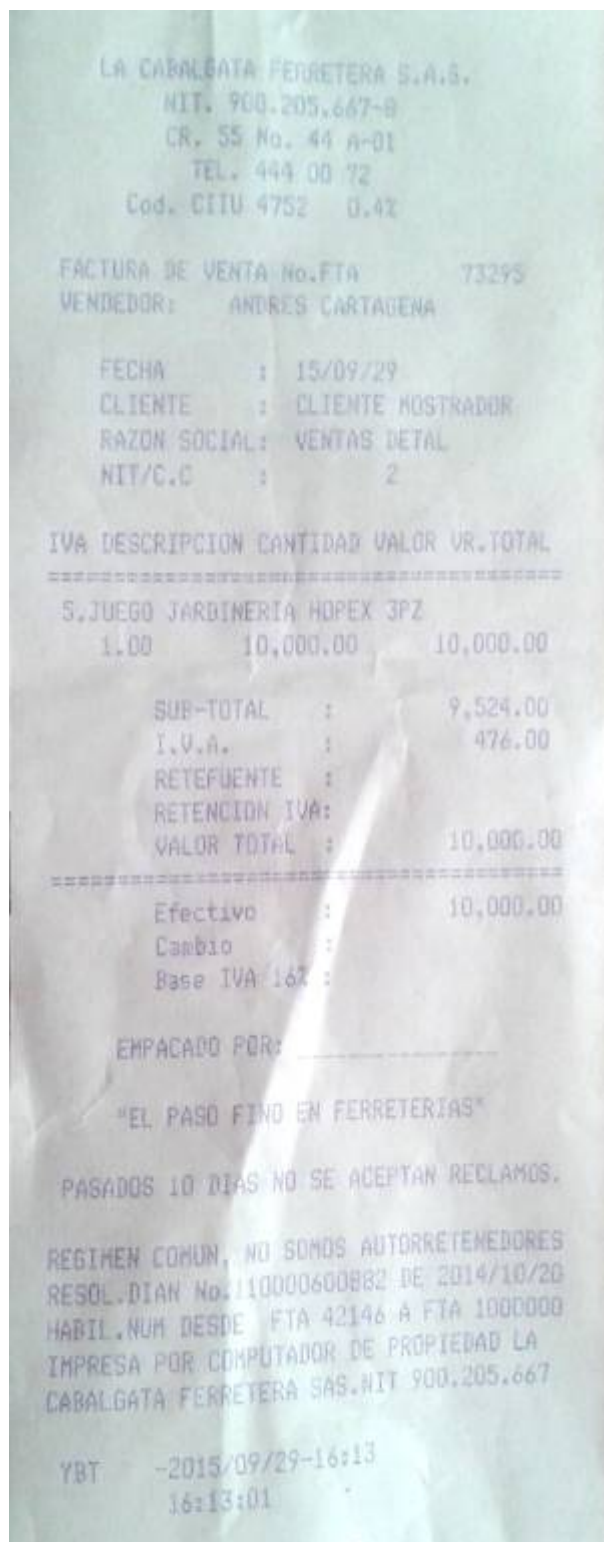 LA CABALGATA FERRETERA S.A.S.
NIT. 900.205.667-8
CR. 55 No. 44 A-01
TEL. 444 00 72
Cod. CIIU 4752 0.4%
FACTURA DE VENTA No.FTA 73295
VENDEDOR: ANDRES CARTAGENA
FECHA : 15/09/29
CLIENTE : CLIENTE MOSTRADOR
RAZON SOCIAL: VENTAS DETAL
NIT/C.C : 2
IVA DESCRIPCION CANTIDAD VALOR VR.TOTAL
========================================
5.JUEGO JARDINERIA HOPEX 3PZ
1.00 10,000.00 10,000.00
SUB-TOTAL : 9,524.00
I.V.A. : 476.00
RETEFUENTE :
RETENCION IVA:
VALOR TOTAL : 10,000.00
========================================
Efectivo : 10,000.00
Cambio :
Base IVA 16% :
EMPACADO POR: _______________
"EL PASO FINO EN FERRETERIAS"
PASADOS 10 DIAS NO SE ACEPTAN RECLAMOS.
REGIMEN COMUN, NO SOMOS AUTORRETENEDORES
RESOL.DIAN No.110000600882 DE 2014/10/20
HABIL.NUM DESDE FTA 42146 A FTA 1000000
IMPRESA POR COMPUTADOR DE PROPIEDAD LA
CABALGATA FERRETERA SAS.NIT 900.205.667
YBT -2015/09/29-16:13
16:13:01